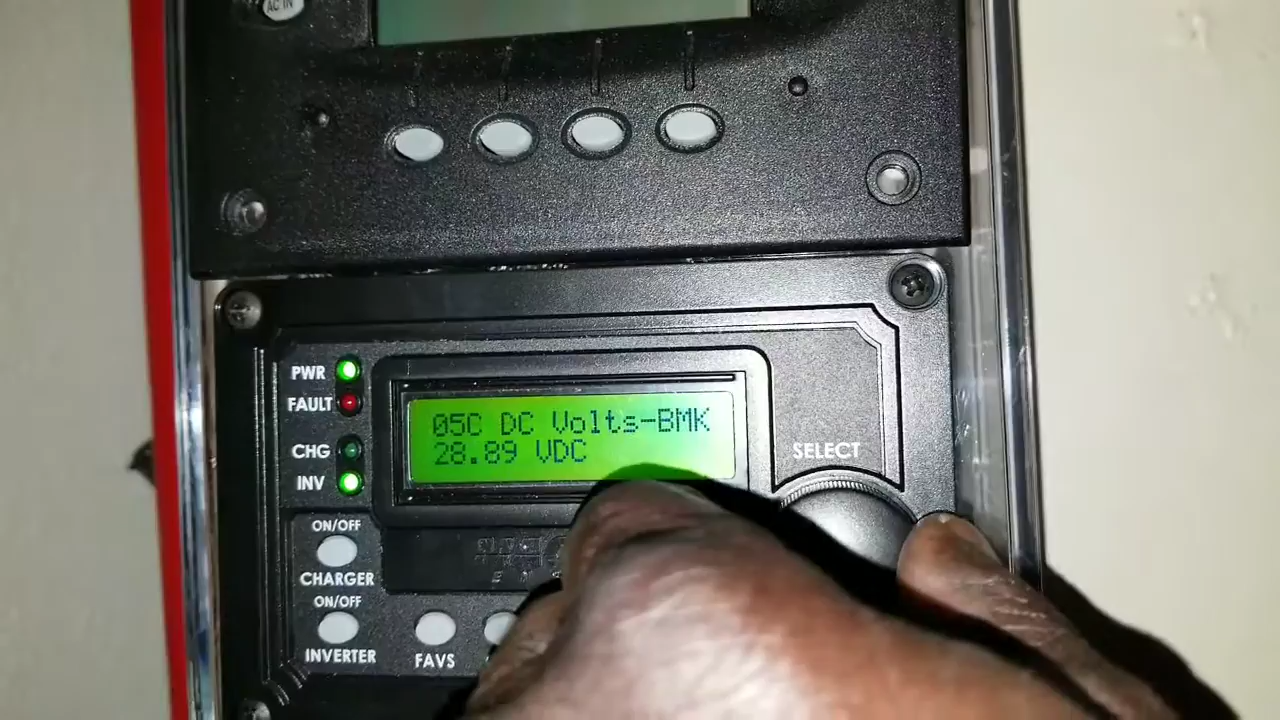 AC IN
PWR
FAULT
CHG
INV
05C DC Volts-BMK
28.89 VDC
SELECT
ON/OFF
CHARGER
ON/OFF
INVERTER
FAVS